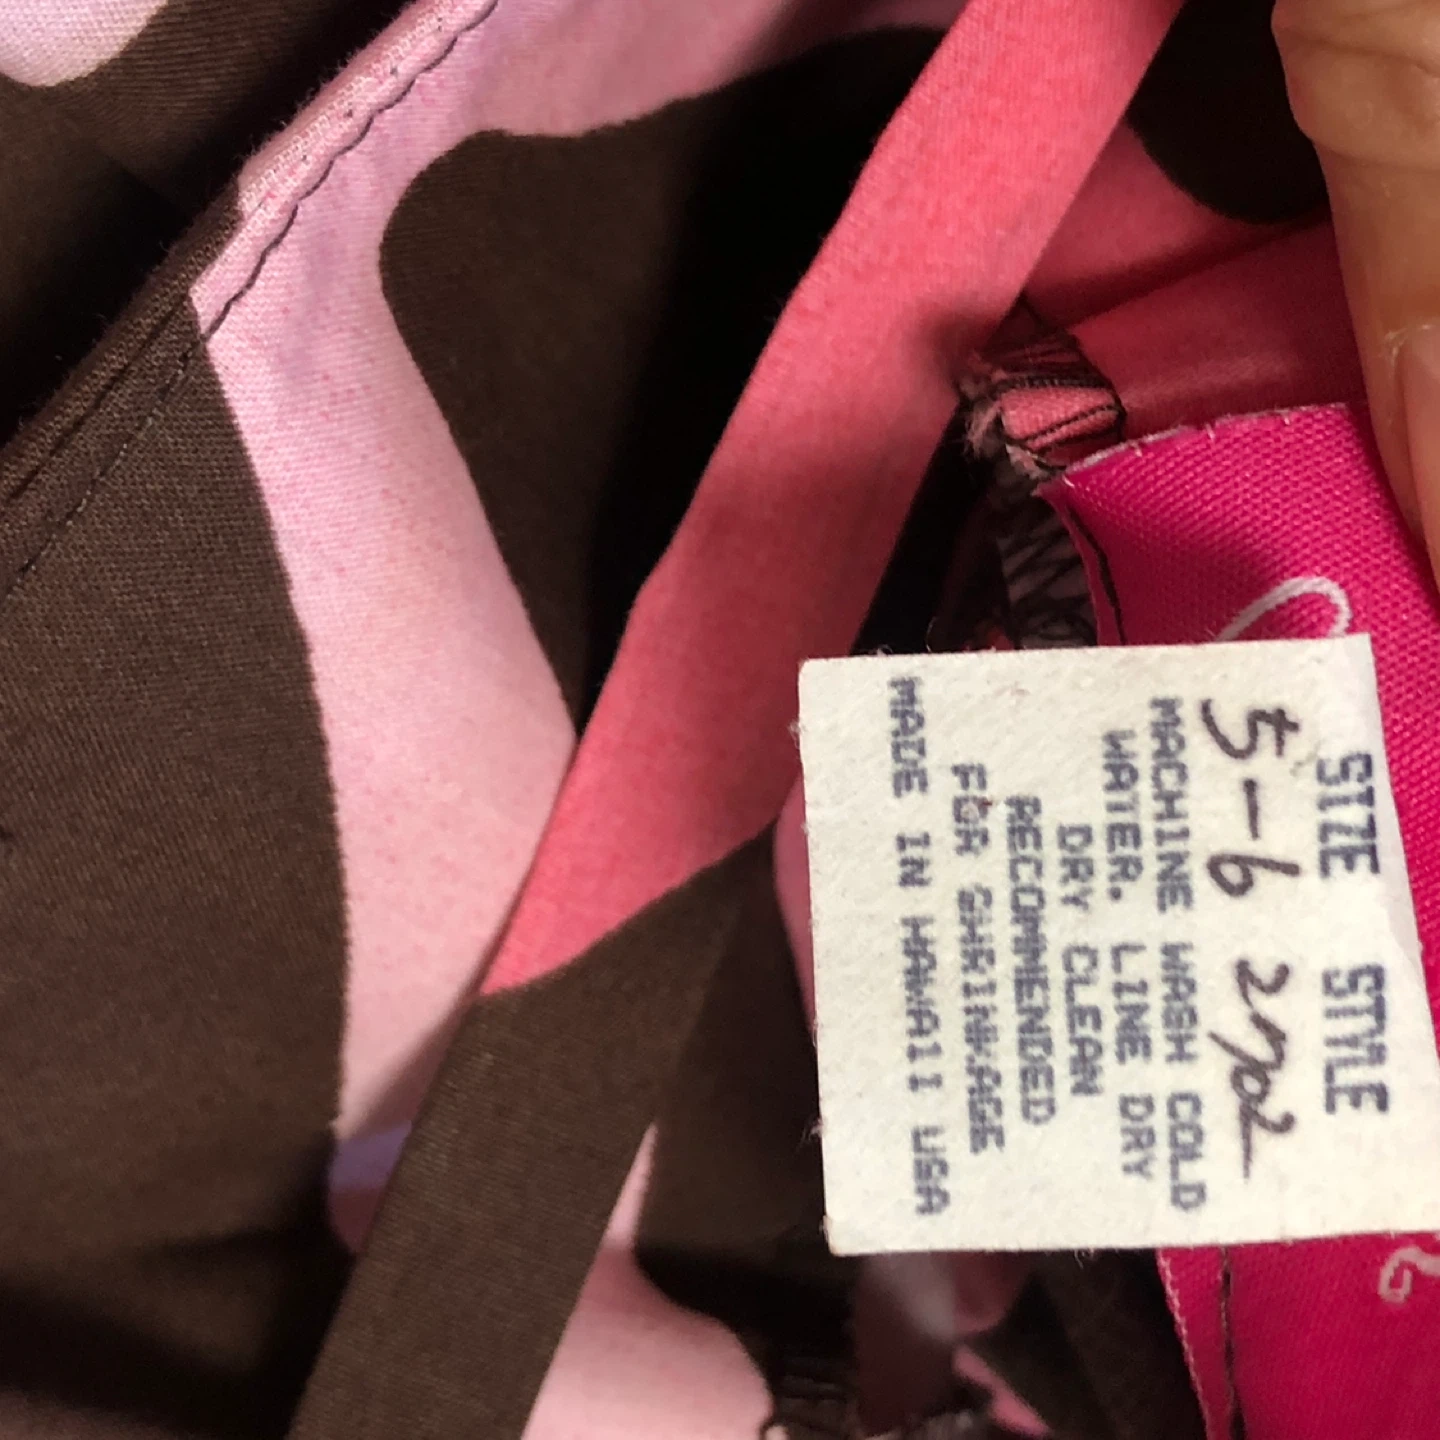 SIZE STYLE
5-6 2702
MACHINE WASH COLD
WATER. LINE DRY
DRY CLEAN
RECOMMENDED
FOR SHRINKAGE
MADE IN HAWAII USA